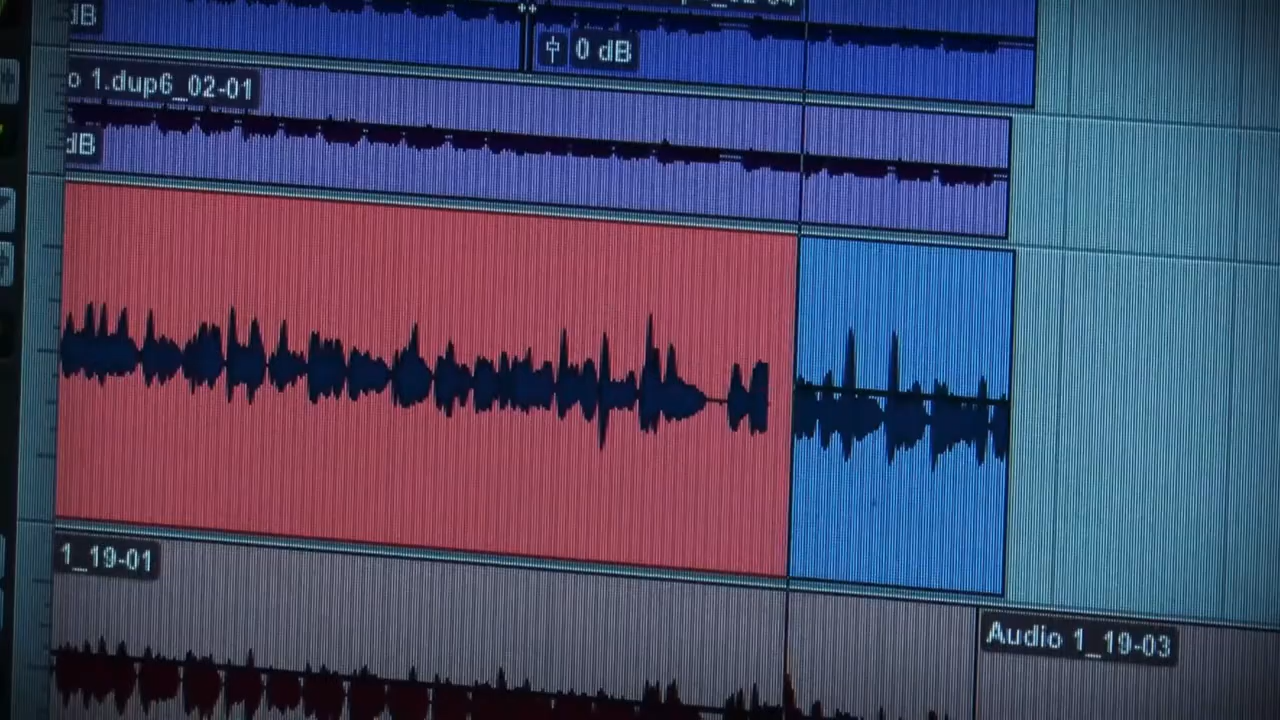 dB
0 dB
o 1.dup6_02-01
dB
1_19-01
Audio 1_19-03